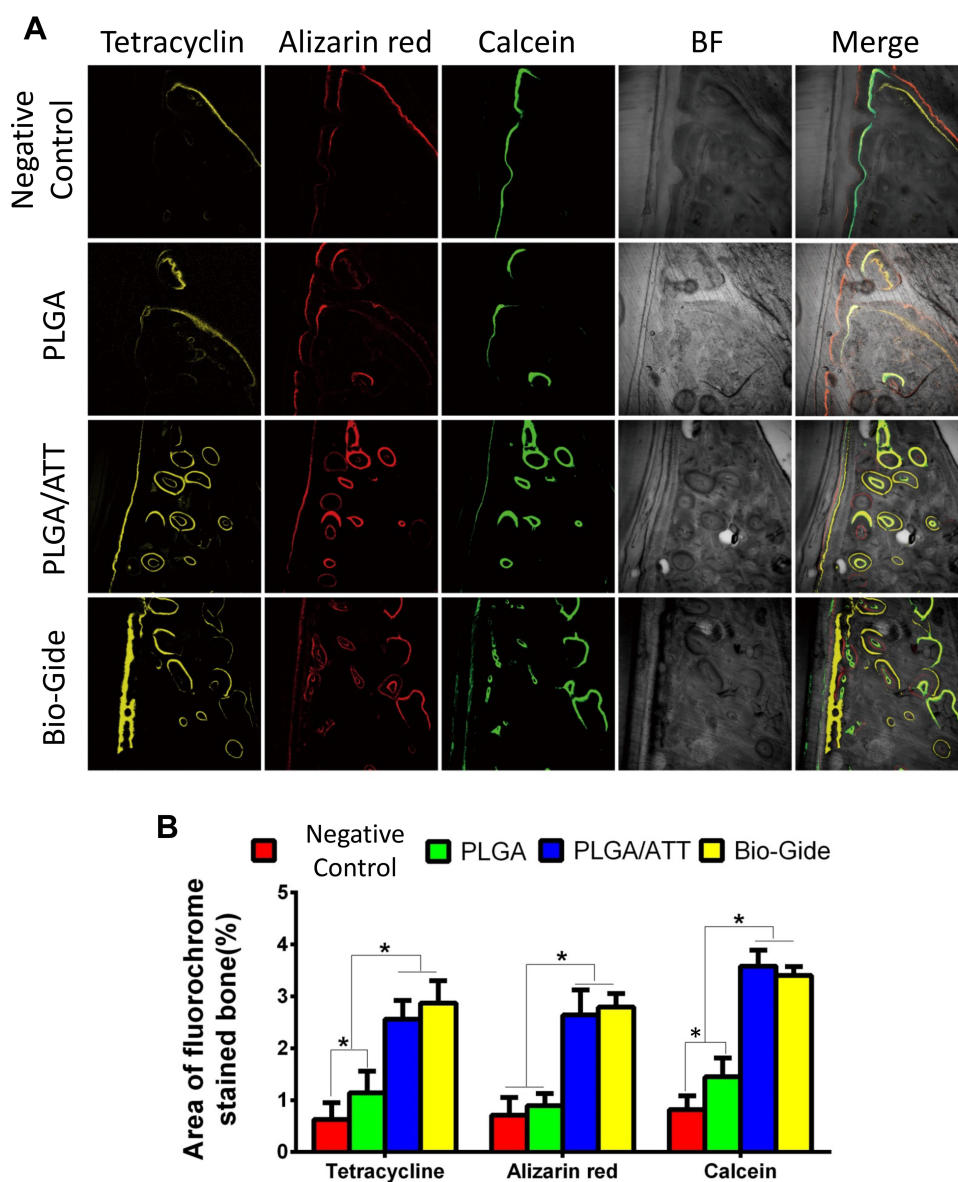 A
Tetracyclin Alizarin red Calcein BF Merge
Negative
Control
PLGA
PLGA/ATT
Bio-Gide
B
Negative
Control
PLGA PLGA/ATT Bio-Gide
Area of fluorochrome
stained bone(%)
5
4
3
2
1
0
* * * * *
Tetracycline Alizarin red Calcein